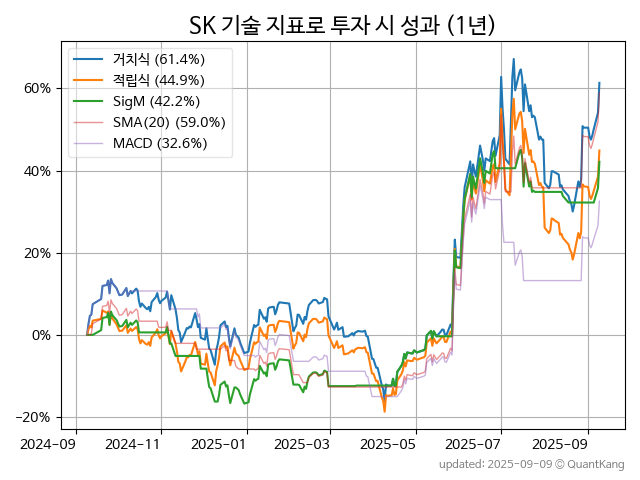 SK 기술 지표로 투자 시 성과 (1년)
거치식 (61.4%)
적립식 (44.9%)
SigM (42.2%)
SMA(20) (59.0%)
MACD (32.6%)
60%
40%
20%
0%
−20%
2024-09 2024-11 2025-01 2025-03 2025-05 2025-07 2025-09
updated: 2025-09-09 © QuantKang